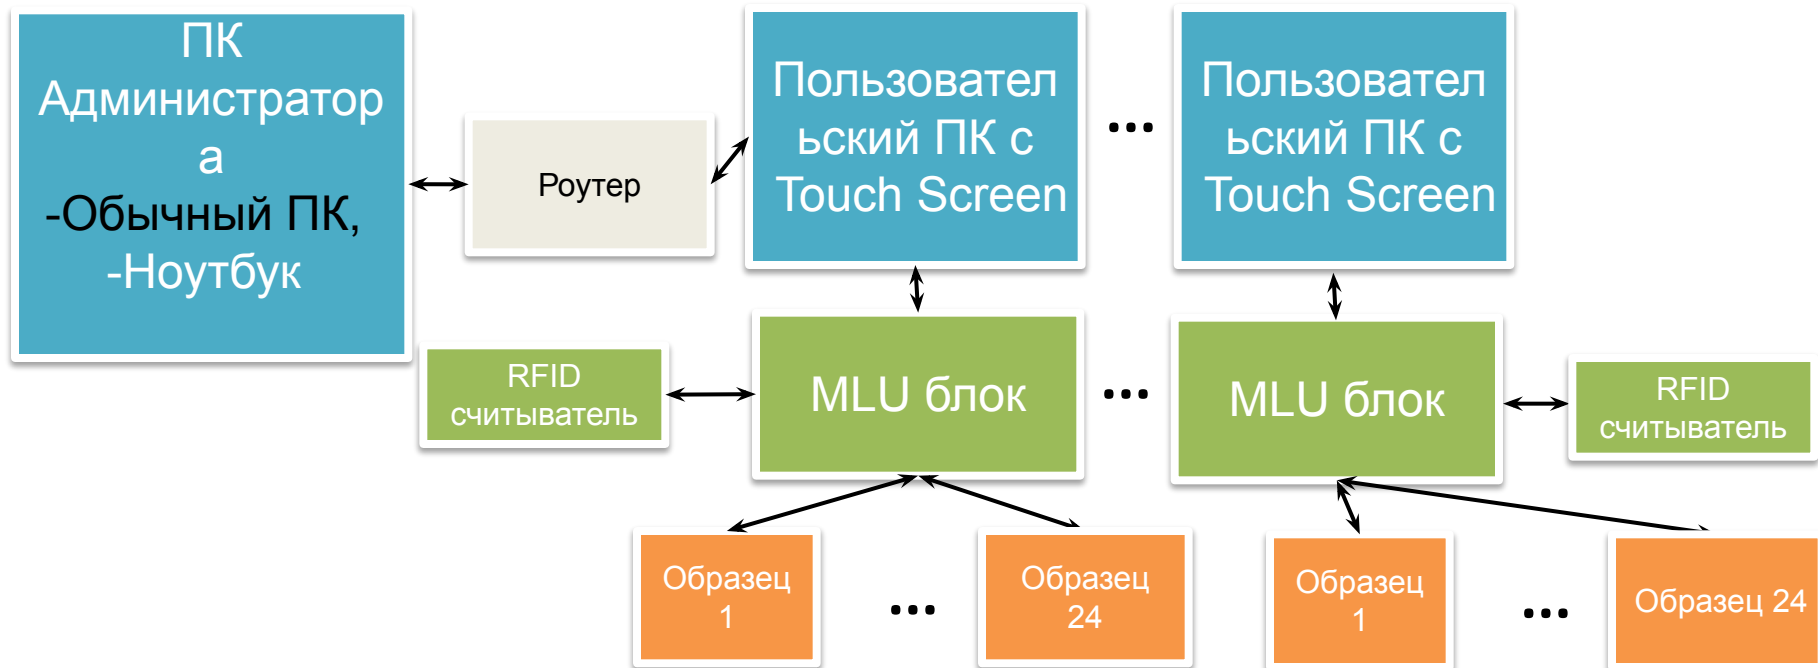 ПК
Администратор
а
-Обычный ПК,
-Ноутбук
Роутер
Пользовател
ьский ПК с
Touch Screen
...
Пользовател
ьский ПК с
Touch Screen
RFID
считыватель
MLU блок
...
MLU блок
RFID
считыватель
Образец
1
...
Образец
24
Образец
1
...
Образец 24